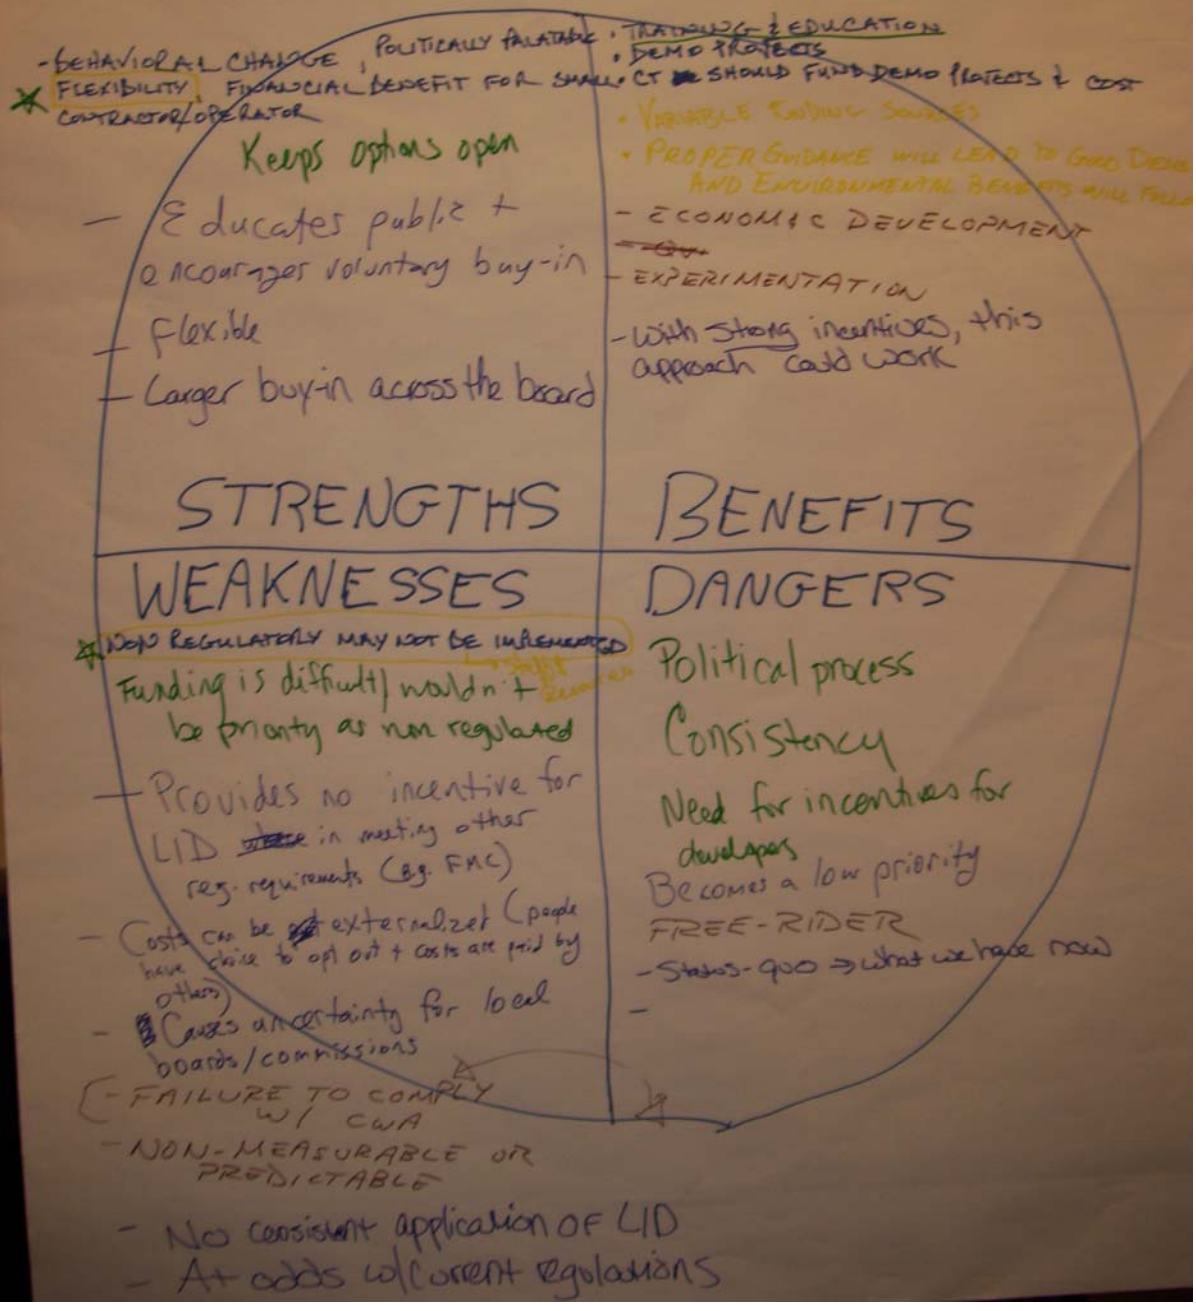 - BEHAVIORAL CHANGE, POLITICALLY PALATABLE
FLEXIBILITY, FINANCIAL BENEFIT FOR SMALL
CONTRACTOR/OPERATOR
Keeps options open
- Educates public +
encourages voluntary buy-in
- Flexible
- Larger buy-in across the board
STRENGTHS
• TRAINING & EDUCATION
• DEMO PROJECTS
• CT SHOULD FUND DEMO PROJECTS & COST
• VARIABLE FUNDING SOURCES
• PROPER GUIDANCE WILL LEAD TO GOOD
AND ENVIRONMENTAL BENEFITS WILL
- ECONOMIC DEVELOPMENT
- EXPERIMENTATION
- With strong incentives, this
approach could work
BENEFITS
WEAKNESSES
NON REGULATORY MAY NOT BE IMPLEMENTED
Funding is difficult/wouldn't
be priority as non regulated
- Provides no incentive for
LID in meeting other
reg. requirements (e.g. FMC)
- Costs can be externalized (people
have choice to opt out + costs are paid by
others)
- Causes uncertainty for local
boards/commissions
- FAILURE TO COMPLY
W/ CWA
- NON-MEASURABLE OR
PREDICTABLE
- No consistent application OF LID
- At odds w/current regulations
DANGERS
Political process
Consistency
Need for incentives for
developers
Becomes a low priority
FREE-RIDER
- Status-quo → what we have now
-